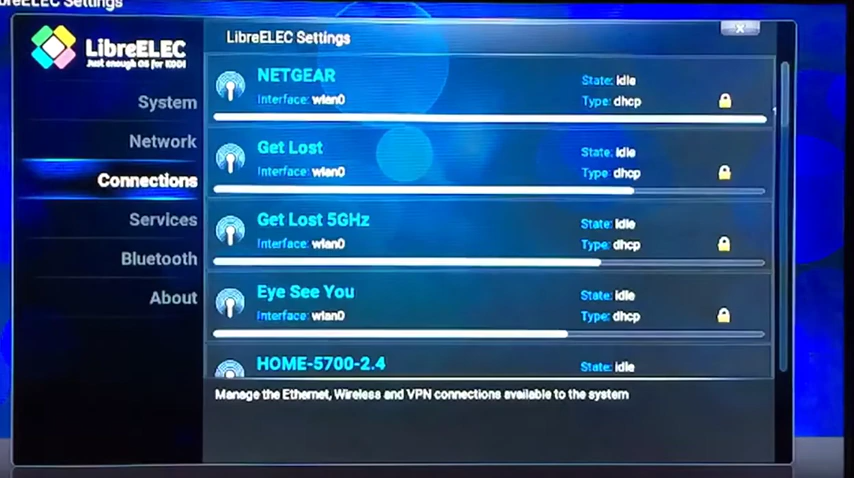 LibreELEC Settings
LibreELEC
Just enough OS for KODI
System
Network
Connections
Services
Bluetooth
About
LibreELEC Settings
x
NETGEAR
Interface: wlan0
State: idle
Type: dhcp
Get Lost
Interface: wlan0
State: idle
Type: dhcp
Get Lost 5GHz
Interface: wlan0
State: idle
Type: dhcp
Eye See You
Interface: wlan0
State: idle
Type: dhcp
HOME-5700-2.4
State: idle
Manage the Ethernet, Wireless and VPN connections available to the system